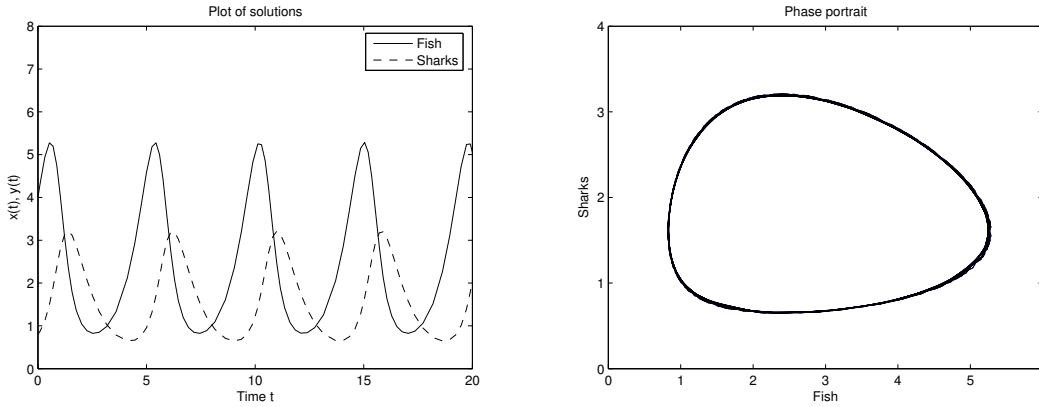 Plot of solutions
8
7
6
5
4
3
2
1
0
x(t), y(t)
Fish
Sharks
0 5 10 15 20
Time t
Phase portrait
4
3
2
1
0
Sharks
0 1 2 3 4 5
Fish